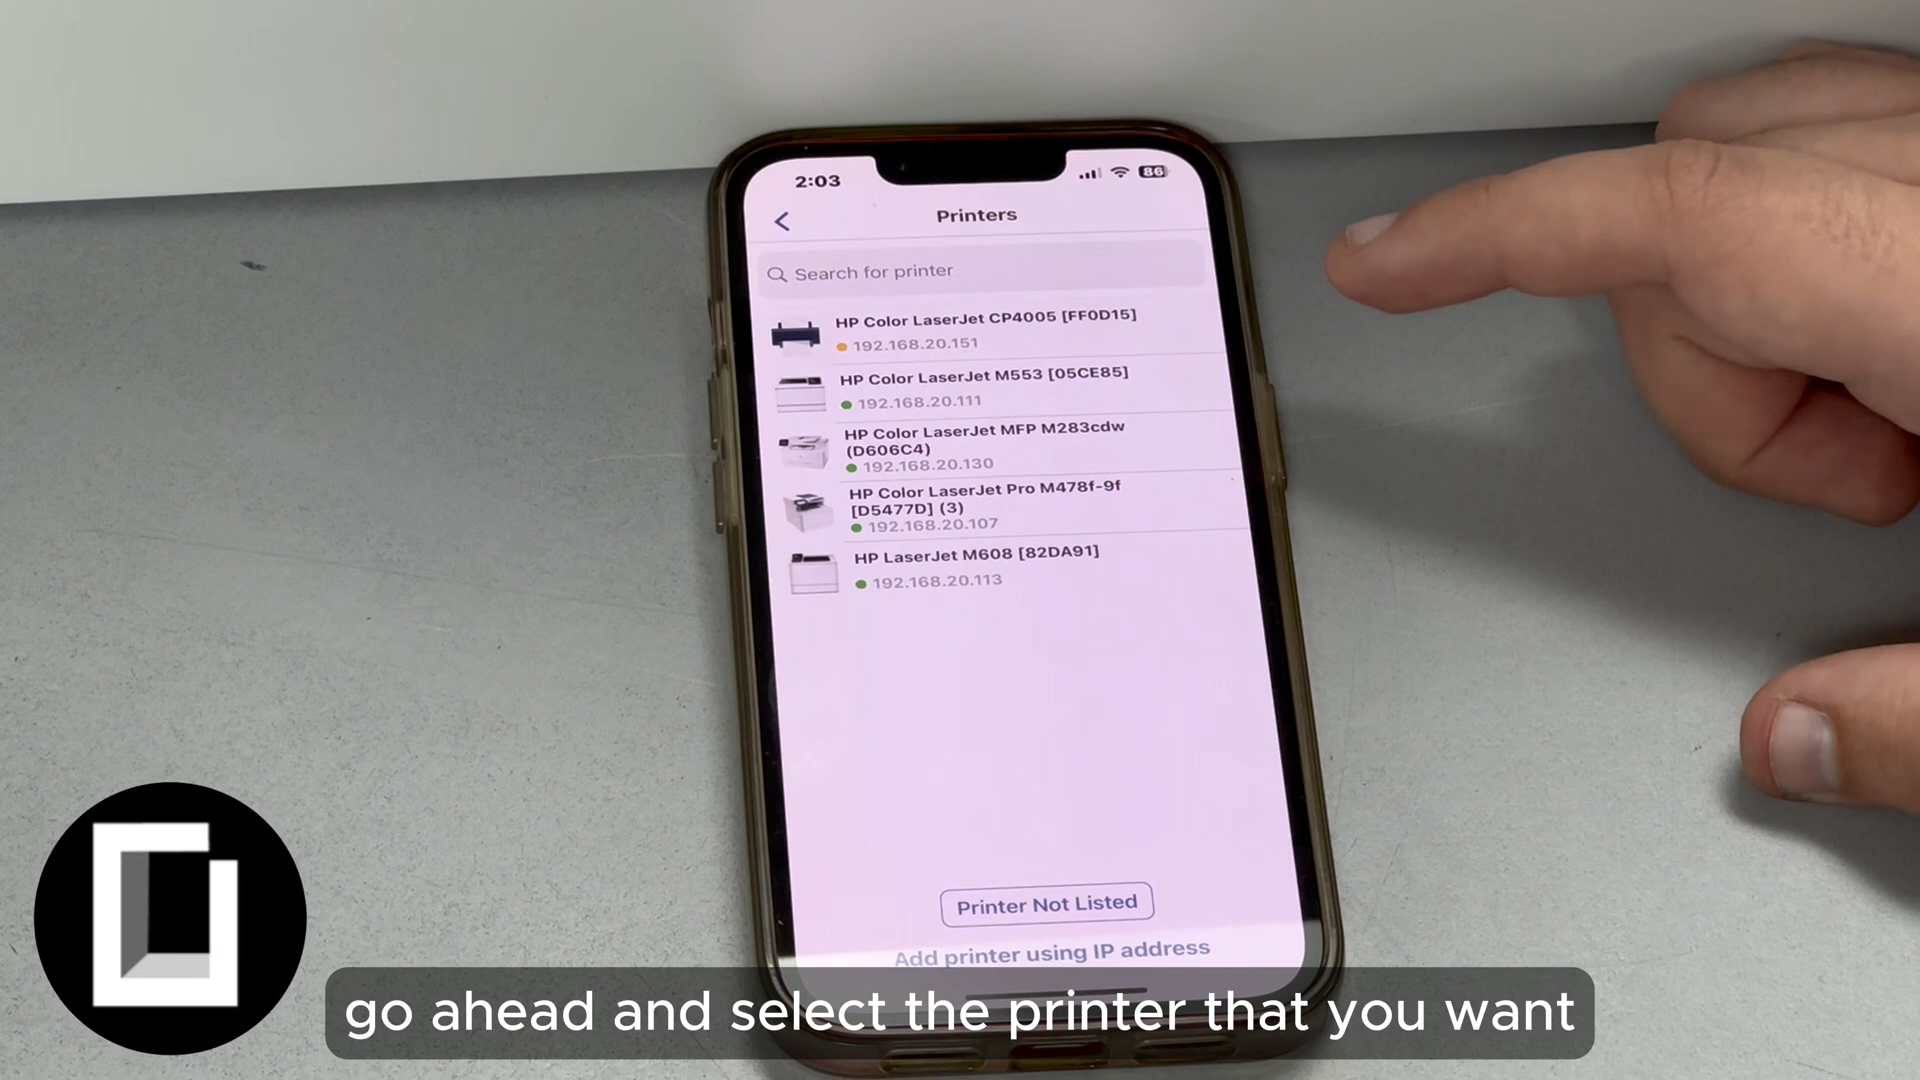 2:03
86
Printers
Search for printer
HP Color LaserJet CP4005 [FF0D15]
192.168.20.151
HP Color LaserJet M553 [05CE85]
192.168.20.111
HP Color LaserJet MFP M283cdw
(D606C4)
192.168.20.130
HP Color LaserJet Pro M478f-9f
[D5477D] (3)
192.168.20.107
HP LaserJet M608 [82DA91]
192.168.20.113
Printer Not Listed
Add printer using IP address
go ahead and select the printer that you want